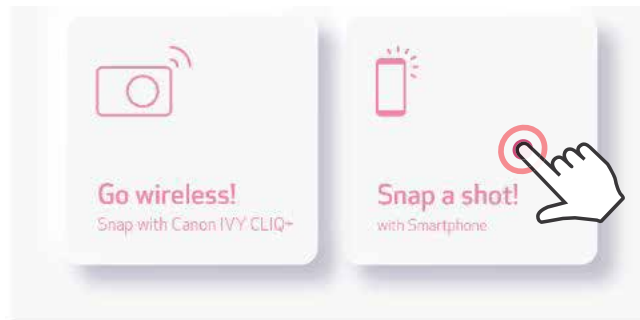 Go wireless!
Snap with Canon IVY CLIQ+
Snap a shot!
with Smartphone